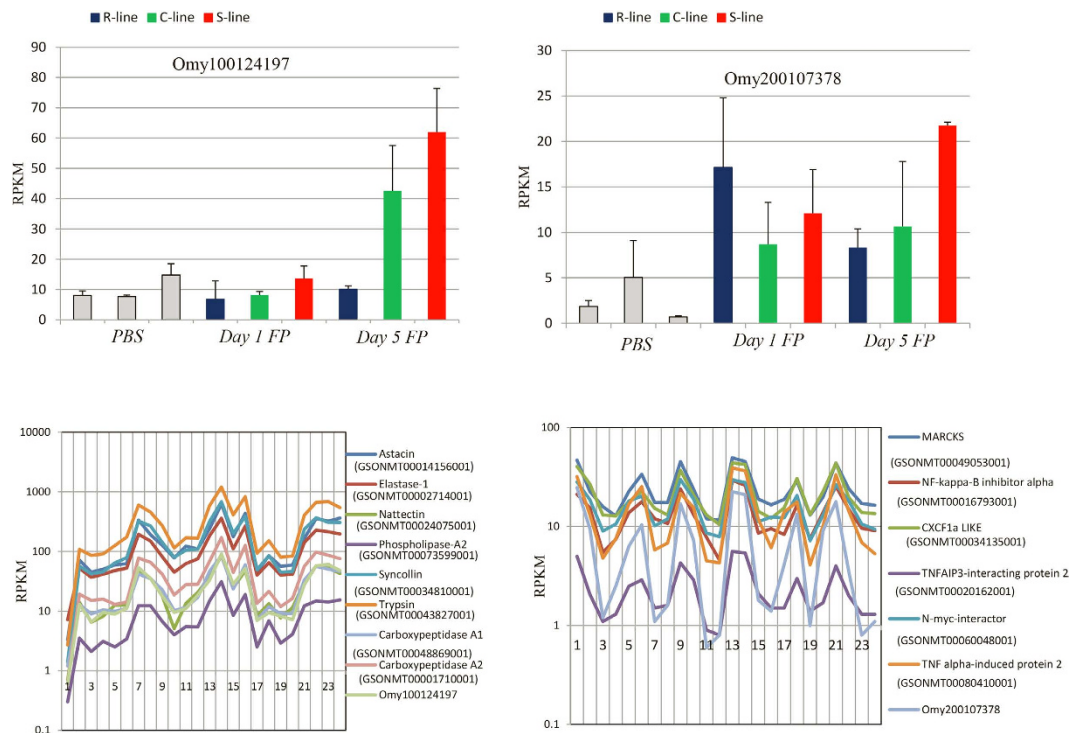 R-line C-line S-line
Omy100124197
RPKM
90
80
70
60
50
40
30
20
10
0
PBS Day 1 FP Day 5 FP
R-line C-line S-line
Omy200107378
RPKM
30
25
20
15
10
5
0
PBS Day 1 FP Day 5 FP
RPKM
10000
1000
100
10
1
0.1
1 3 5 7 9 11 13 15 17 19 21 23
Astacin
(GSONMT00014156001)
Elastase-1
(GSONMT00002714001)
Nattectin
(GSONMT00024075001)
Phospholipase-A2
(GSONMT00073599001)
Syncollin
(GSONMT00034810001)
Trypsin
(GSONMT00043827001)
Carboxypeptidase A1
(GSONMT00048869001)
Carboxypeptidase A2
(GSONMT00001710001)
Omy100124197
RPKM
100
10
1
0.1
1 3 5 7 9 11 13 15 17 19 21 23
MARCKS
(GSONMT00049053001)
NF-kappa-B inhibitor alpha
(GSONMT00016793001)
CXCF1a LIKE
(GSONMT00034135001)
TNFAIP3-interacting protein 2
(GSONMT00020162001)
N-myc-interactor
(GSONMT00060048001)
TNF alpha-induced protein 2
(GSONMT00080410001)
Omy200107378